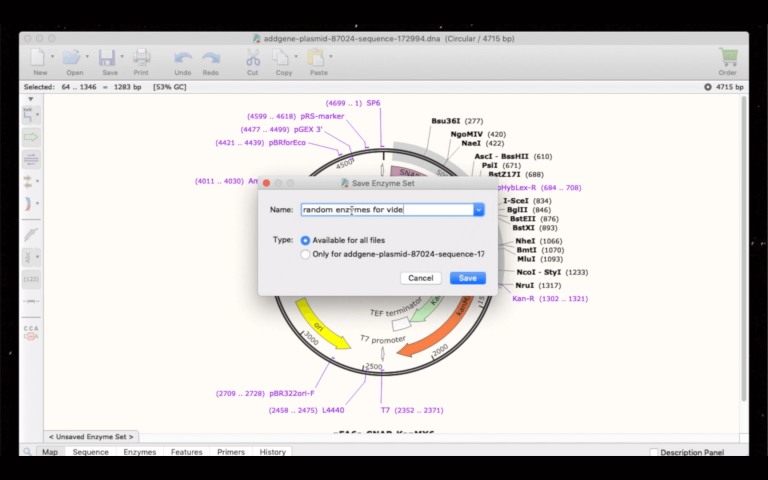 addgene-plasmid-87024-sequence-172994.dna (Circular / 4715 bp)
New Open Save Print Undo Redo Cut Copy Paste Order
Selected: 64 .. 1346 = 1283 bp [53% GC] 4715 bp
(4699 .. 1) SP6
(4599 .. 4618) pRS-marker
(4477 .. 4499) pGEX 3'
(4421 .. 4439) pBRforEco
(4011 .. 4030) Am
4500
SNAP
Bsu36I (277)
NgoMIV (420)
NaeI (422)
AscI - BssHII (610)
PsiI (671)
BstZ17I (688)
pHybLex-R (684 .. 708)
I-SceI (834)
BglII (846)
BstEII (876)
BstXI (893)
NheI (1066)
BmtI (1070)
MluI (1093)
NcoI - StyI (1233)
NruI (1317)
Kan-R (1302 .. 1321)
Save Enzyme Set
Name: random enzymes for vide
Type: Available for all files
Only for addgene-plasmid-87024-sequence-17
Cancel Save
TEF terminator
T7 promoter
ori
3000
2500
2000
(2709 .. 2728) pBR322ori-F
(2458 .. 2475) L4440
T7 (2352 .. 2371)
< Unsaved Enzyme Set >
Map Sequence Enzymes Features Primers History Description Panel